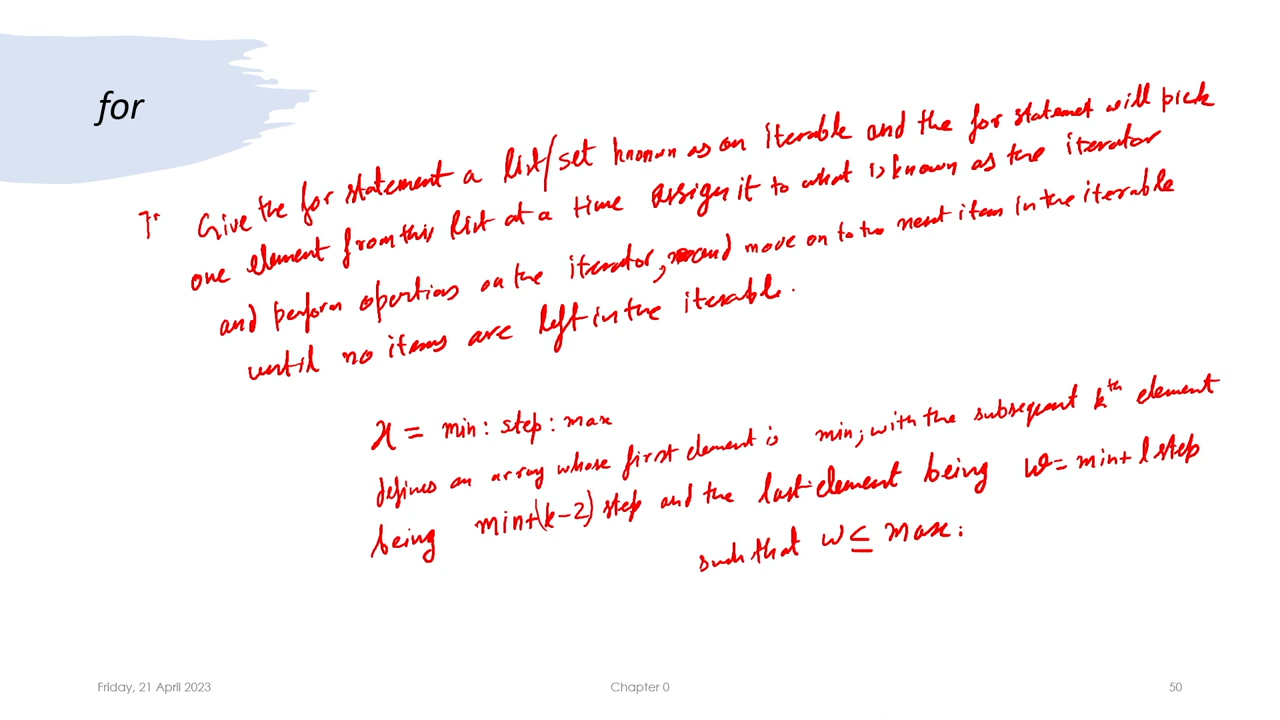 for
Give the for statement a list/set known as an iterable and the for statemet will pick
one element from this list at a time assign it to what is known as the iterator
and perform opertions on the iterator, and move on to the next item in the iterable
until no items are left in the iterable.
x = min : step : max
defines an array whose first element is min, with the subsequant kth element
being min+(k-2) step and the last element being w = min + l step
such that w ≤ max.
Friday, 21 April 2023
Chapter 0
50